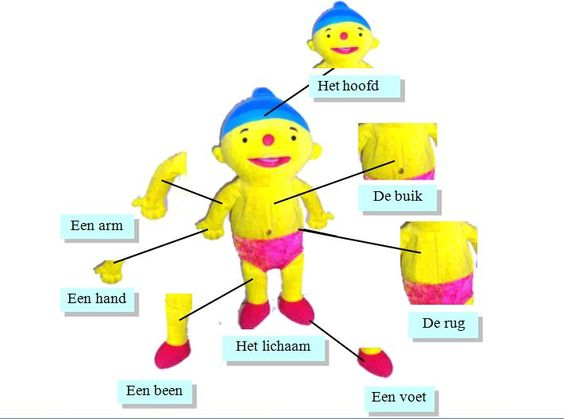 Het hoofd
De buik
Een arm
Een hand
De rug
Het lichaam
Een been
Een voet